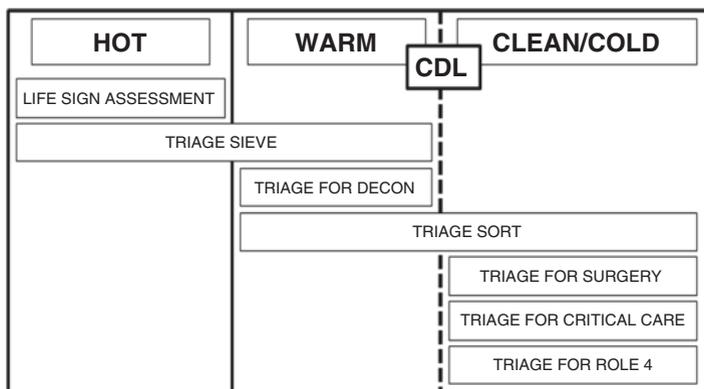 HOT
WARM
CLEAN/COLD
CDL
LIFE SIGN ASSESSMENT
TRIAGE SIEVE
TRIAGE FOR DECON
TRIAGE SORT
TRIAGE FOR SURGERY
TRIAGE FOR CRITICAL CARE
TRIAGE FOR ROLE 4